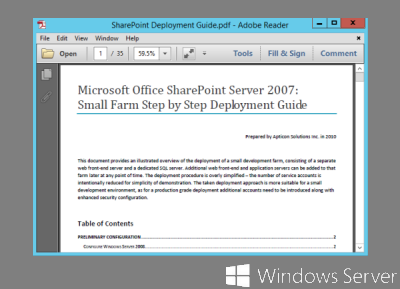 SharePoint Deployment Guide.pdf - Adobe Reader
File Edit View Window Help
Open 1 / 35 59.5% Tools Fill & Sign Comment
Microsoft Office SharePoint Server 2007:
Small Farm Step by Step Deployment Guide
Prepared by Apticon Solutions Inc. in 2010
This document provides an illustrated overview of the deployment of a small development farm, consisting of a separate
web front-end server and a dedicated SQL server. Additional web front-end and application servers can be added to that
farm later at any point of time. The deployment procedure is overly simplified – the number of service accounts is
intentionally reduced for simplicity of demonstration. The taken deployment approach is more suitable for a small
development environment, as for a production grade deployment additional accounts need to be introduced along with
enhanced security configuration.
Table of Contents
PRELIMINARY CONFIGURATION 2
Configure Windows Server 2008 2
Windows Server